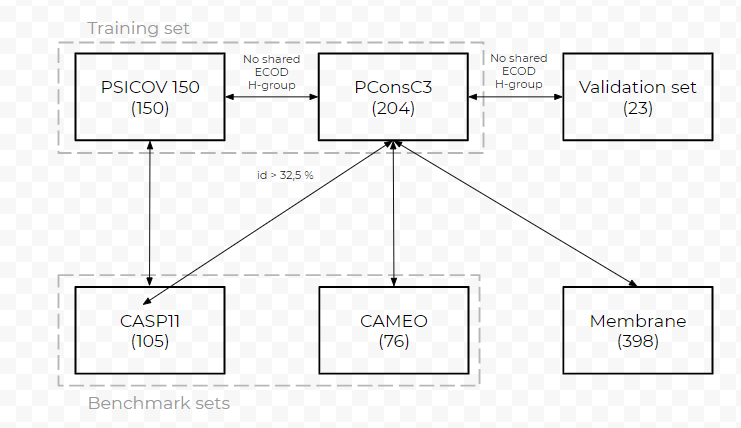 Training set
PSICOV 150
(150)
No shared
ECOD
H-group
PConsC3
(204)
No shared
ECOD
H-group
Validation set
(23)
id > 32,5 %
CASP11
(105)
CAMEO
(76)
Membrane
(398)
Benchmark sets